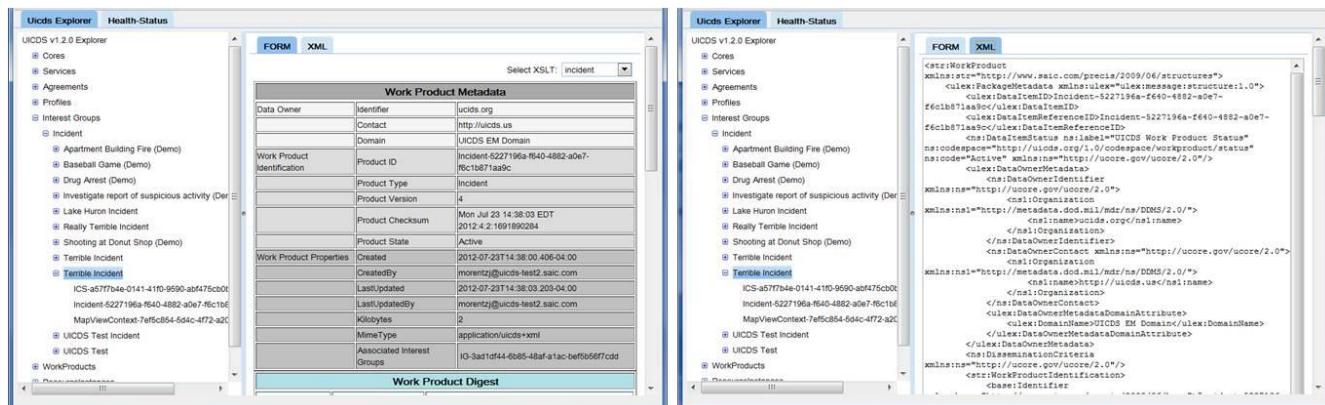 Uicds Explorer Health-Status
UICDS v1.2.0 Explorer
Cores
Services
Agreements
Profiles
Interest Groups
Incident
Apartment Building Fire (Demo)
Baseball Game (Demo)
Drug Arrest (Demo)
Investigate report of suspicious activity (Der
Lake Huron Incident
Really Terrible Incident
Shooting at Donut Shop (Demo)
Terrible Incident
Terrible Incident
ICS-a57f7b4e-0141-41f0-9590-abf475cb0b
Incident-5227196a-f640-4882-a0e7-f6c1b8
MapViewContext-7ef5c854-5d4c-4f72-a20
UICDS Test Incident
UICDS Test
WorkProducts
FORM XML
Select XSLT: incident
Work Product Metadata
Data Owner Identifier ucids.org
Contact http://uicds.us
Domain UICDS EM Domain
Work Product Identification Product ID Incident-5227196a-f640-4882-a0e7-f6c1b871aa9c
Product Type Incident
Product Version 4
Product Checksum Mon Jul 23 14:38:03 EDT 2012:4:2:1691890284
Product State Active
Work Product Properties Created 2012-07-23T14:38:00.406-04:00
CreatedBy morentzj@uicds-test2.saic.com
LastUpdated 2012-07-23T14:38:03.203-04:00
LastUpdatedBy morentzj@uicds-test2.saic.com
Kilobytes 2
MimeType application/uicds+xml
Associated Interest Groups IG-3ad1df44-6b85-48af-a1ac-bef5b56f7cdd
Work Product Digest
Uicds Explorer Health-Status
UICDS v1.2.0 Explorer
Cores
Services
Agreements
Profiles
Interest Groups
Incident
Apartment Building Fire (Demo)
Baseball Game (Demo)
Drug Arrest (Demo)
Investigate report of suspicious activity (Der
Lake Huron Incident
Really Terrible Incident
Shooting at Donut Shop (Demo)
Terrible Incident
Terrible Incident
ICS-a57f7b4e-0141-41f0-9590-abf475cb0b
Incident-5227196a-f640-4882-a0e7-f6c1b8
MapViewContext-7ef5c854-5d4c-4f72-a20
UICDS Test Incident
UICDS Test
WorkProducts
FORM XML
<str:WorkProduct
xmlns:str="http://www.saic.com/precis/2009/06/structures">
<ulex:PackageMetadata xmlns:ulex="ulex:message:structure:1.0">
<ulex:DataItemID>Incident-5227196a-f640-4882-a0e7-
f6c1b871aa9c</ulex:DataItemID>
<ulex:DataItemReferenceID>Incident-5227196a-f640-4882-a0e7-
f6c1b871aa9c</ulex:DataItemReferenceID>
<ns:DataItemStatus ns:label="UICDS Work Product Status"
ns:codespace="http://uicds.org/1.0/codespace/workproduct/status"
ns:code="Active" xmlns:ns="http://ucore.gov/ucore/2.0"/>
<ulex:DataOwnerMetadata>
<ns:DataOwnerIdentifier
xmlns:ns="http://ucore.gov/ucore/2.0">
<ns1:Organization
xmlns:ns1="http://metadata.dod.mil/mdr/ns/DDMS/2.0/">
<ns1:name>ucids.org</ns1:name>
</ns1:Organization>
</ns:DataOwnerIdentifier>
<ns:DataOwnerContact xmlns:ns="http://ucore.gov/ucore/2.0">
<ns1:Organization
xmlns:ns1="http://metadata.dod.mil/mdr/ns/DDMS/2.0/">
<ns1:name>http://uicds.us</ns1:name>
</ns1:Organization>
</ns:DataOwnerContact>
<ulex:DataOwnerMetadataDomainAttribute>
<ulex:DomainName>UICDS EM Domain</ulex:DomainName>
</ulex:DataOwnerMetadataDomainAttribute>
</ulex:DataOwnerMetadata>
<ns:DisseminationCriteria
xmlns:ns="http://ucore.gov/ucore/2.0"/>
<str:WorkProductIdentification>
<base:Identifier